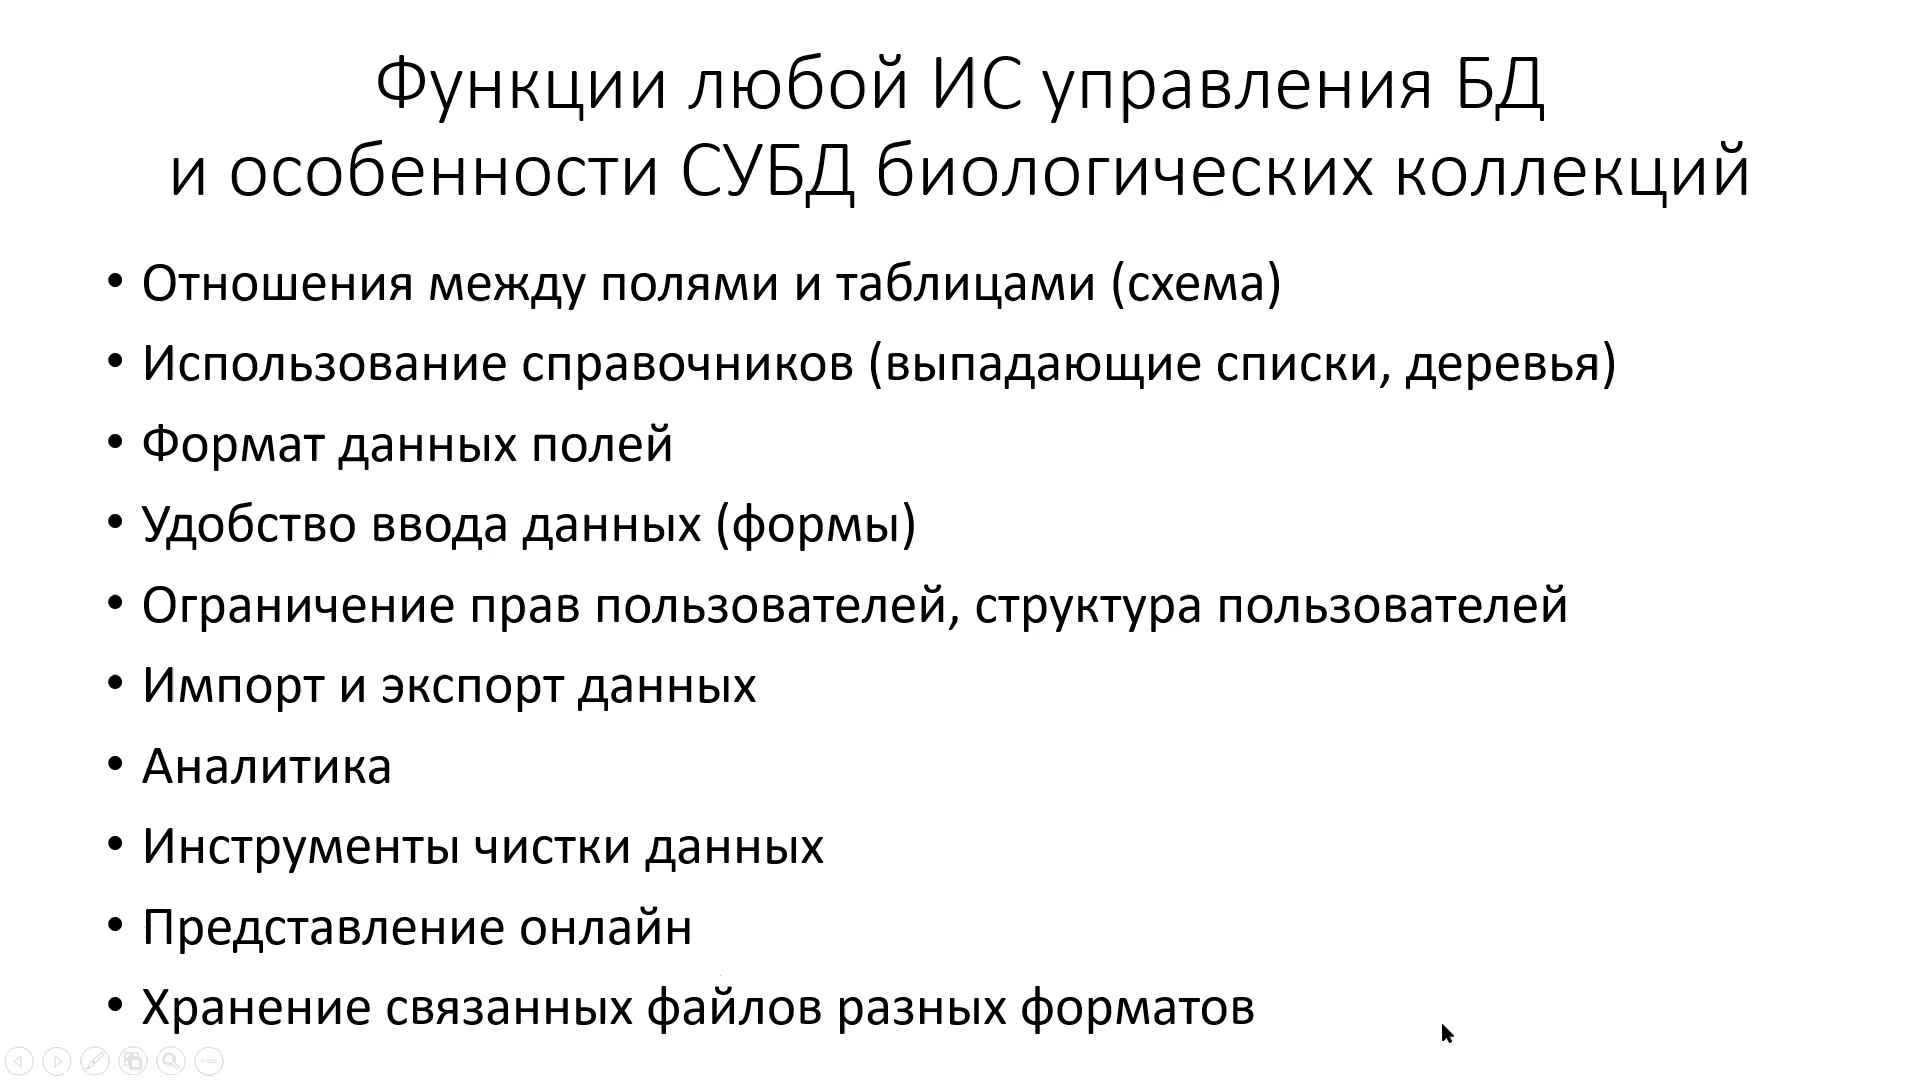 Функции любой ИС управления БД
и особенности СУБД биологических коллекций
• Отношения между полями и таблицами (схема)
• Использование справочников (выпадающие списки, деревья)
• Формат данных полей
• Удобство ввода данных (формы)
• Ограничение прав пользователей, структура пользователей
• Импорт и экспорт данных
• Аналитика
• Инструменты чистки данных
• Представление онлайн
• Хранение связанных файлов разных форматов